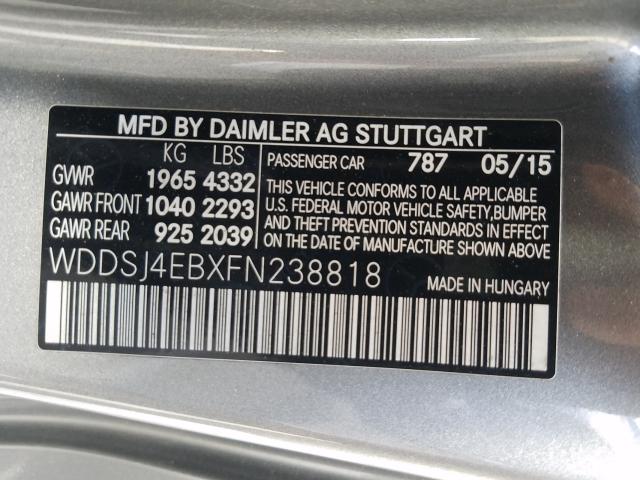 MFD BY DAIMLER AG STUTTGART
KG LBS
GVWR 1965 4332
GAWR FRONT 1040 2293
GAWR REAR 925 2039
PASSENGER CAR 787 05/15
THIS VEHICLE CONFORMS TO ALL APPLICABLE
U.S. FEDERAL MOTOR VEHICLE SAFETY, BUMPER
AND THEFT PREVENTION STANDARDS IN EFFECT
ON THE DATE OF MANUFACTURE SHOWN ABOVE.
WDDSJ4EBXFN238818
MADE IN HUNGARY